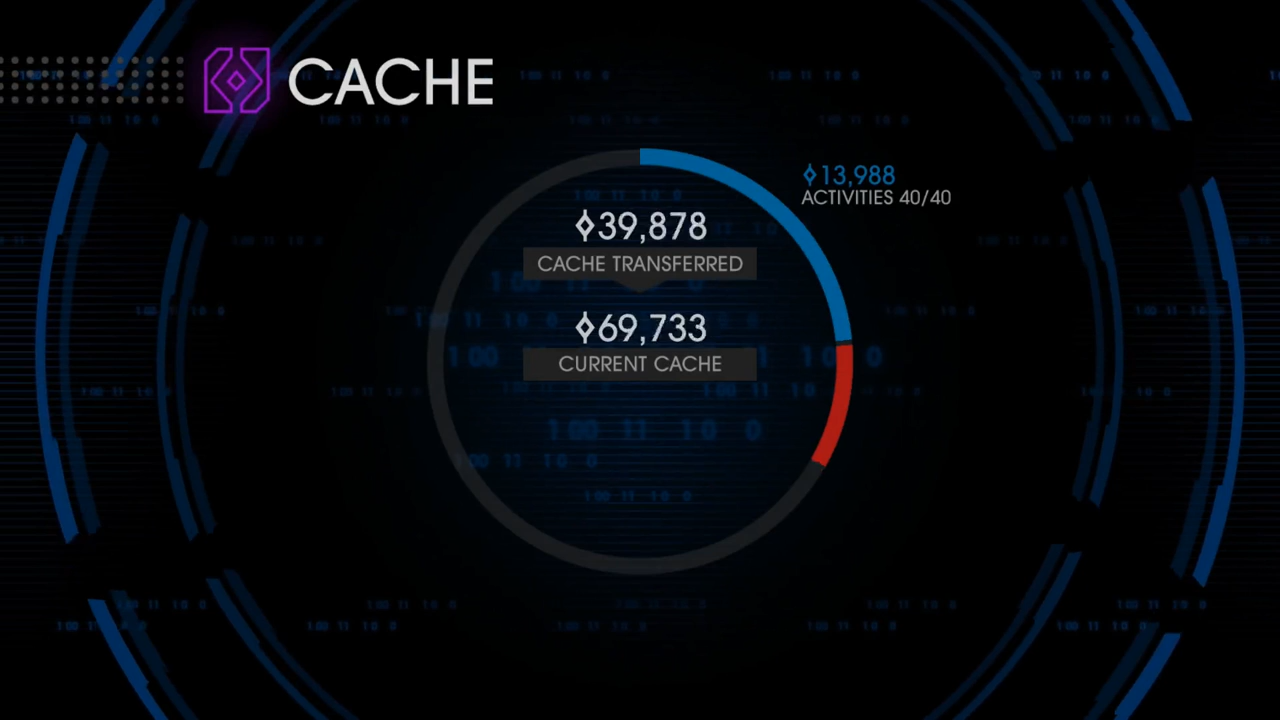 CACHE
13,988
ACTIVITIES 40/40
39,878
CACHE TRANSFERRED
69,733
CURRENT CACHE